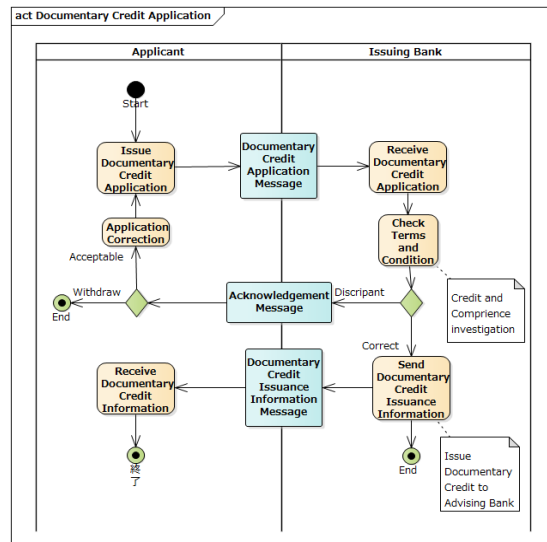 act Documentary Credit Application
Applicant
Issuing Bank
Start
Issue
Documentary
Credit
Application
Documentary
Credit
Application
Message
Receive
Documentary
Credit
Application
Application
Correction
Check
Terms
and
Condition
Acceptable
Withdraw
End
Acknowledgement
Message
Discripant
Credit and
Comprience
investigation
Correct
Receive
Documentary
Credit
Information
Documentary
Credit
Issuance
Information
Message
Send
Documentary
Credit
Issuance
Information
終
了
End
Issue
Documentary
Credit to
Advising Bank